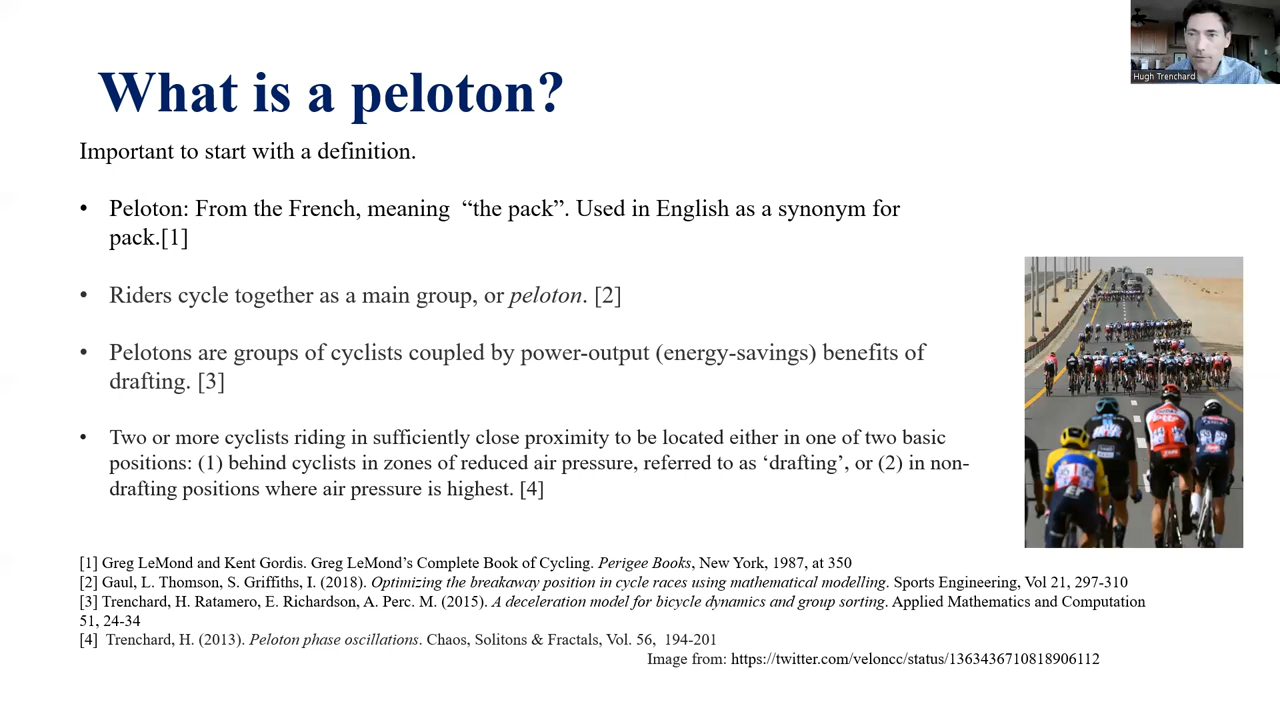 Hugh Trenchard
What is a peloton?
Important to start with a definition.
• Peloton: From the French, meaning “the pack”. Used in English as a synonym for
pack.[1]
• Riders cycle together as a main group, or peloton. [2]
• Pelotons are groups of cyclists coupled by power-output (energy-savings) benefits of
drafting. [3]
• Two or more cyclists riding in sufficiently close proximity to be located either in one of two basic
positions: (1) behind cyclists in zones of reduced air pressure, referred to as ‘drafting’, or (2) in non-
drafting positions where air pressure is highest. [4]
[1] Greg LeMond and Kent Gordis. Greg LeMond’s Complete Book of Cycling. Perigee Books, New York, 1987, at 350
[2] Gaul, L. Thomson, S. Griffiths, I. (2018). Optimizing the breakaway position in cycle races using mathematical modelling. Sports Engineering, Vol 21, 297-310
[3] Trenchard, H. Ratamero, E. Richardson, A. Perc. M. (2015). A deceleration model for bicycle dynamics and group sorting. Applied Mathematics and Computation
51, 24-34
[4] Trenchard, H. (2013). Peloton phase oscillations. Chaos, Solitons & Fractals, Vol. 56, 194-201
Image from: https://twitter.com/veloncc/status/1363436710818906112